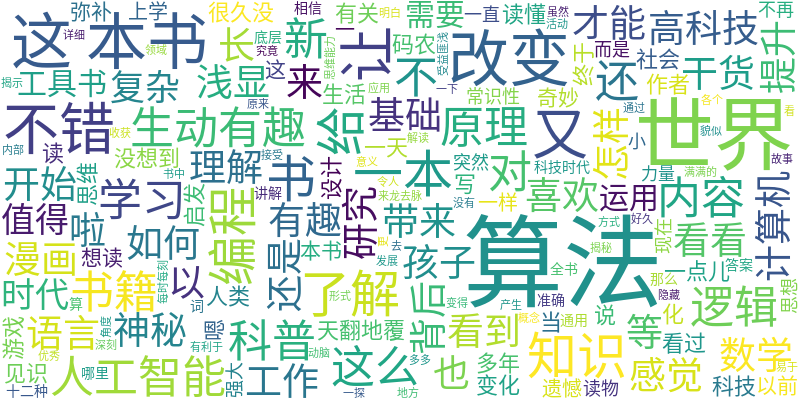 弥补 上学 很久没 有关 需要 相信 一 一直 读懂 虽然 明白 不再
这本书 让 新 改变 才能 高科技
详细 领域 底层 码农 究竟 思维能力 而是 活动 社会 终于
工具书 复杂 浅显 长 来 这 不 还 干货 提升
不错 生动有趣 给 基础 生活 常识性 奇妙 作者
揭示 应用 原来 一下 原理 又 世界
内部 收获 读 没想到 理解 书 一本 一天 解读 突然 科技时代 小 怎样 通过 貌似 各个 看 故事
开始 思维 书中 接受 讲解 启发 设计 意义 令人 来龙去脉 写 对 喜欢 力量 满满的
值得 学习 啦 编程 有趣 研究 带来 没有 一样 运用 内容 计算机
漫画 想读 如何 以 还是 本书 孩子 去 方式 好久 现在 看看
时代 书籍 每时每刻 人类 了解 背后 发展 揭秘 全书 那么 一点儿 答案 思想
算 词 形式 变得 算法 准确 隐藏 化 逻辑
游戏 语言 神秘 嗯 科普 天翻地覆 看到 产生 当 通用 等 说 看过
优秀 角度 深刻 有利于 动脑 多多 概念 易于
见识 人工智能 强大 工作 这么 也 多年 变化 知识 感觉 数学
十二种 哪里 一探 地方 遗憾 读物 科技 以前